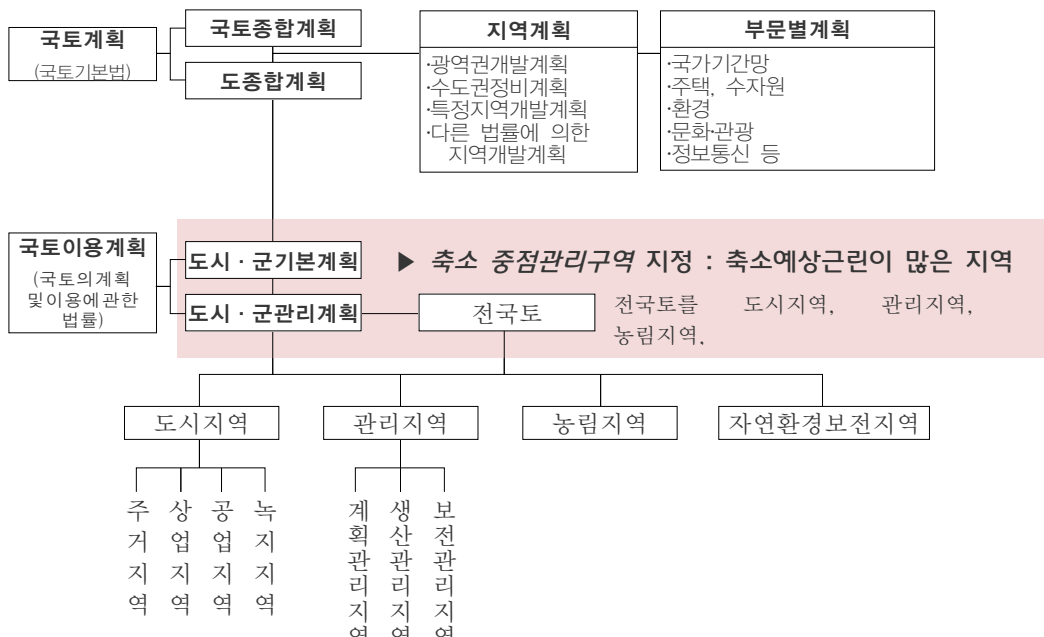 국토계획
(국토기본법)
국토종합계획
도종합계획
지역계획
·광역권개발계획
·수도권정비계획
·특정지역개발계획
·다른 법률에 의한
지역개발계획
부문별계획
·국가기간망
·주택, 수자원
·환경
·문화·관광
·정보통신 등
국토이용계획
(국토의계획
및이용에관한
법률)
도시·군기본계획
▶ 축소 중점관리구역 지정 : 축소예상근린이 많은 지역
도시·군관리계획
전국토
전국토를 도시지역, 관리지역,
농림지역,
도시지역
관리지역
농림지역
자연환경보전지역
주거지역
상업지역
공업지역
녹지지역
계획관리지역
생산관리지역
보전관리지역